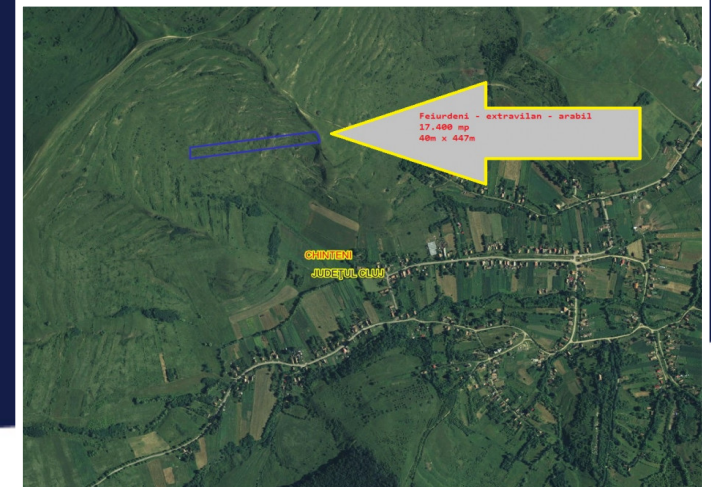 Feiurdeni - extravilan - arabil
17.400 mp
40m x 447m
CHINTENI
JUDEȚUL CLUJ